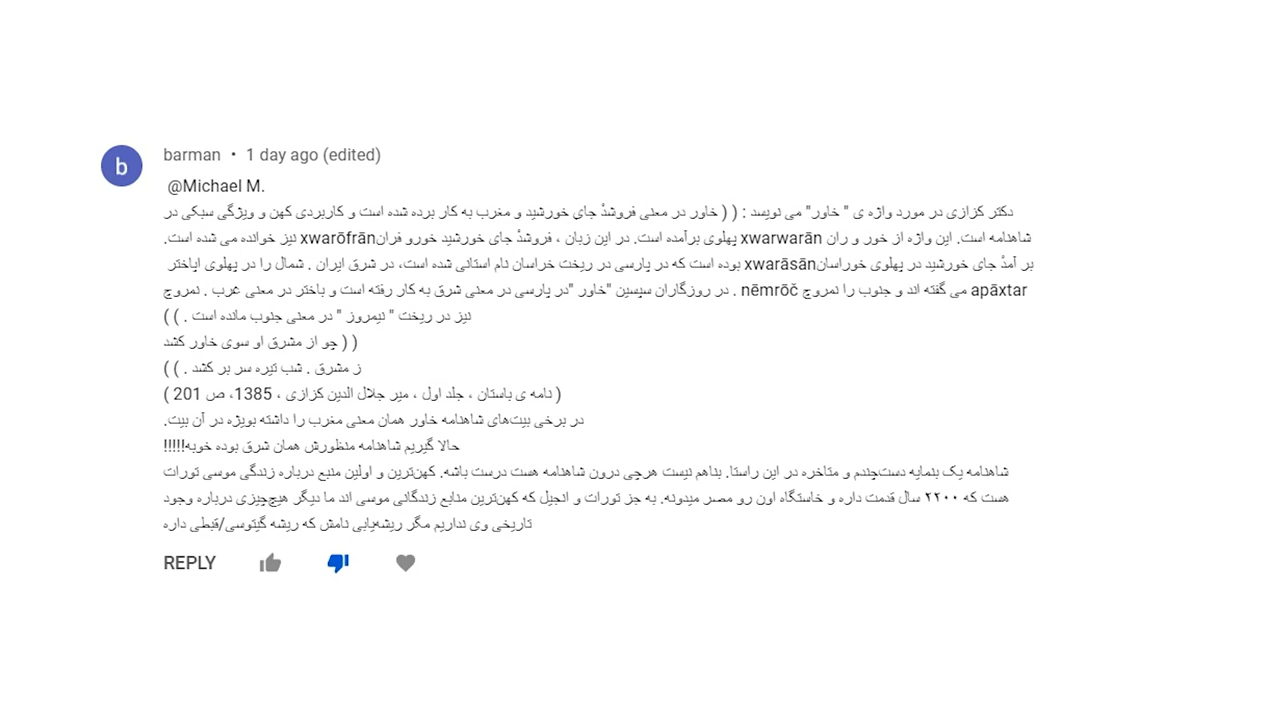 barman • 1 day ago (edited)
@Michael M.
دکتر کزازی در مورد واژه ی " خاور" می نویسد : ( ( خاور در معنی فروشدْ جایِ خورشید و مغرب به کار برده شده است و کاربردی کهن و ویژگی سبکی در
شاهنامه است. این واژه از خور و ران xwarwarān پهلوی برآمده است. در این زبان ، فروشدْ جای خورشید خورو فرانxwarōfrān نیز خوانده می شده است.
بر آمدْ جای خورشید در پهلوی خوراسانxwarāsān بوده است که در پارسی در ریخت خراسان نام استانی شده است، در شرق ایران . شمال را در پهلوی اپاختر
apāxtar می گفته اند و جنوب را نمروچ nēmrōč . در روزگاران سپسین "خاور "در پارسی در معنی شرق به کار رفته است و باختر در معنی غرب . نمروچ
نیز در ریخت " نیمروز " در معنی جنوب مانده است . ) )
( ( چو از مشرق او سوی خاور کشد
ز مشرق . شب تیره سر بر کشد . ) )
( نامه ی باستان ، جلد اول ، میر جلال الدین کزازی ، 1385، ص 201 )
در برخی بیت‌های شاهنامه خاور همان معنی مغرب را داشته بویژه در آن بیت.
حالا گیریم شاهنامه منظورش همان شرق بوده خوبه!!!!!
شاهنامه یک بنمایه دست‌چندم و متاخره در این راستا. بناهم نیست هرچی درون شاهنامه هست درست باشه. کهن‌ترین و اولین منبع درباره زندگی موسی تورات
هست که ۲۲۰۰ سال قدمت داره و خاستگاه اون رو مصر میدونه. به جز تورات و انجیل که کهن‌ترین منابع زندگانی موسی اند ما دیگر هیچ‌چیزی درباره وجود
تاریخی وی نداریم مگر ریشه‌یابی نامش که ریشه گیتوسی/قبطی داره
REPLY